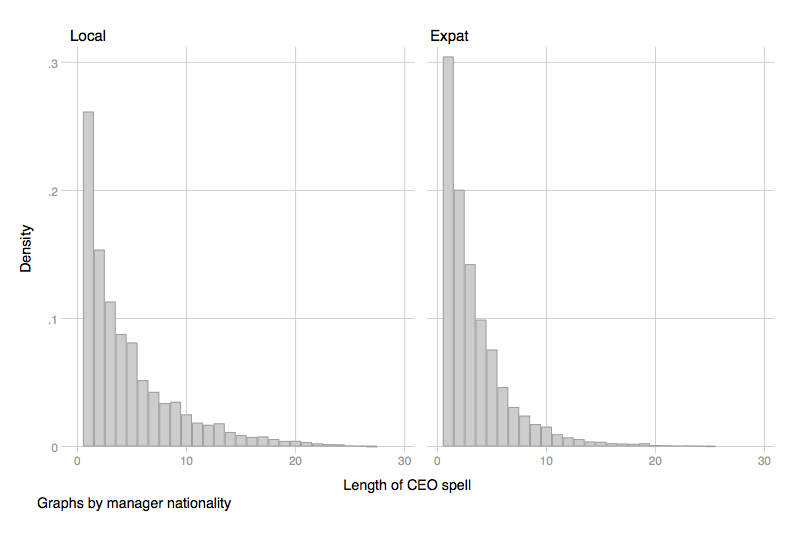 Local
Expat
Density
.3
.2
.1
0
0 10 20 30
0 10 20 30
Length of CEO spell
Graphs by manager nationality